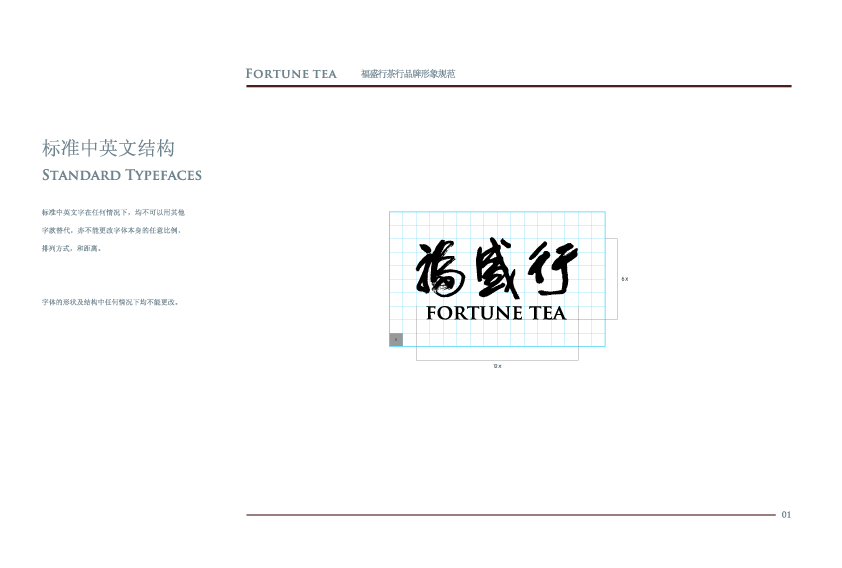 FORTUNE TEA 福盛行茶行品牌形象规范
标准中英文结构
STANDARD TYPEFACES
标准中英文字在任何情况下，均不可以用其他
字款替代，亦不能更改字体本身的任意比例、
排列方式，和距离。
字体的形状及结构中任何情况下均不能更改。
福盛行
FORTUNE TEA
6 X
12 X
01